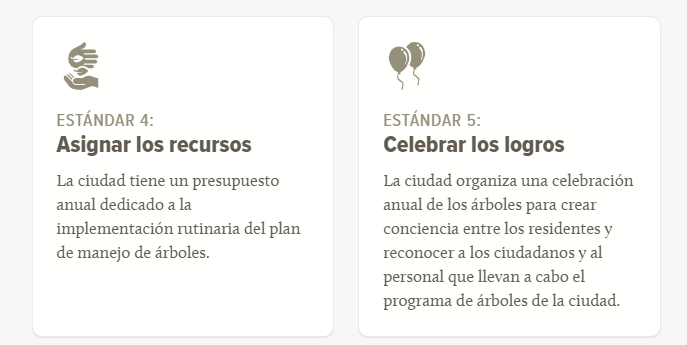 ESTÁNDAR 4:
Asignar los recursos
La ciudad tiene un presupuesto
anual dedicado a la
implementación rutinaria del plan
de manejo de árboles.
ESTÁNDAR 5:
Celebrar los logros
La ciudad organiza una celebración
anual de los árboles para crear
conciencia entre los residentes y
reconocer a los ciudadanos y al
personal que llevan a cabo el
programa de árboles de la ciudad.